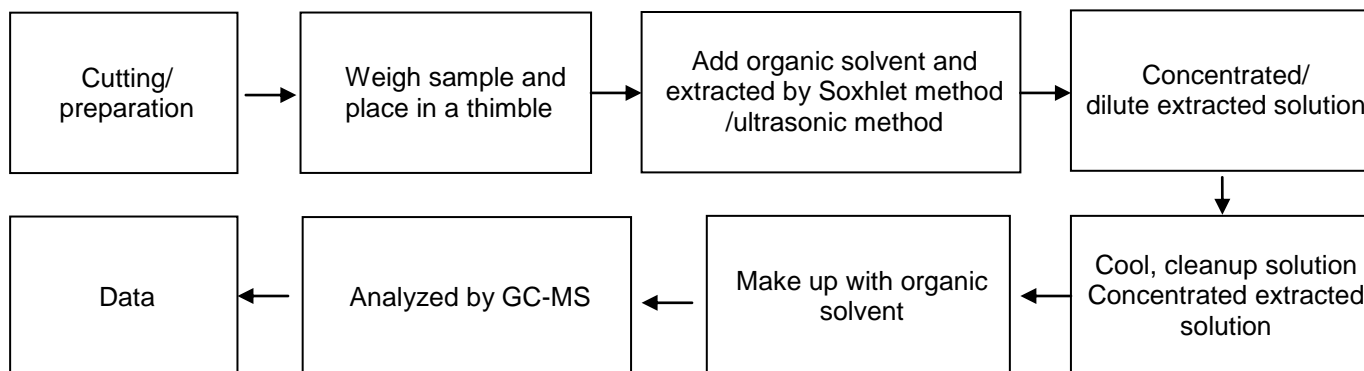 Cutting/
preparation
Weigh sample and
place in a thimble
Add organic solvent and
extracted by Soxhlet method
/ultrasonic method
Concentrated/
dilute extracted solution
Cool, cleanup solution
Concentrated extracted
solution
Make up with organic
solvent
Analyzed by GC-MS
Data